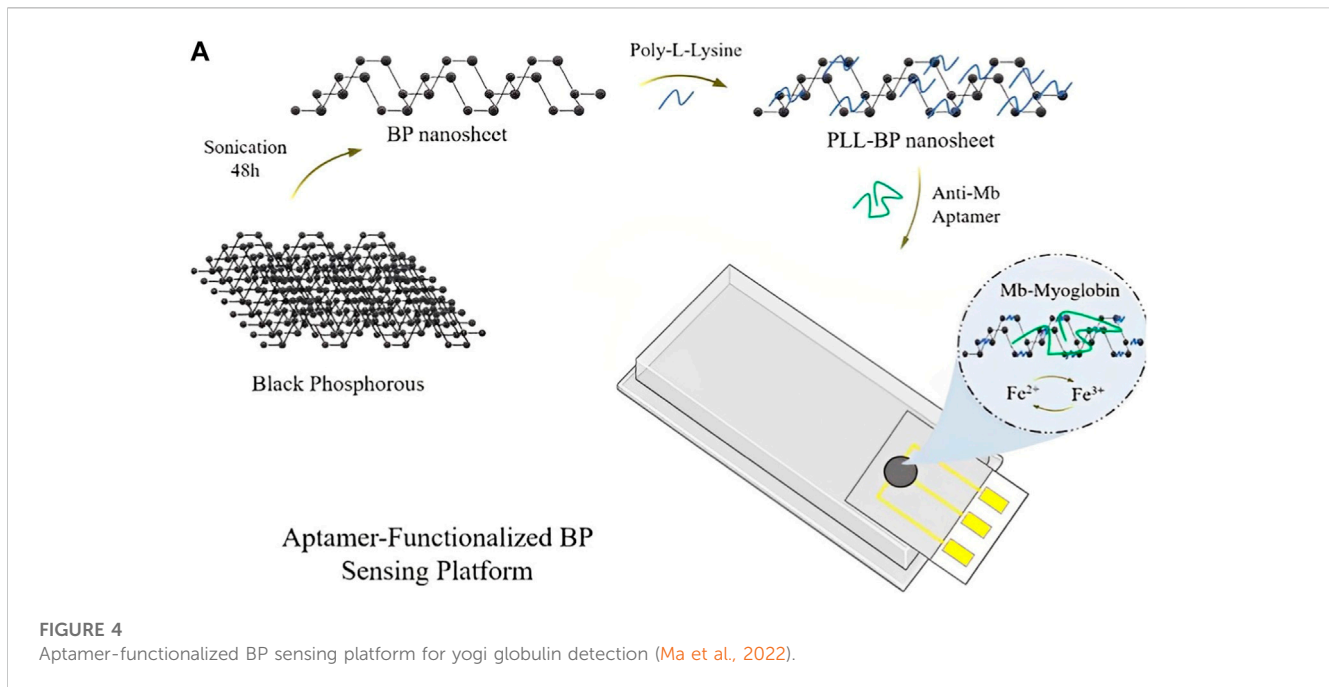 A
Poly-L-Lysine
BP nanosheet
PLL-BP nanosheet
Sonication
48h
Anti-Mb
Aptamer
Black Phosphorous
Mb-Myoglobin
Fe²⁺ Fe³⁺
Aptamer-Functionalized BP
Sensing Platform
FIGURE 4
Aptamer-functionalized BP sensing platform for yogi globulin detection (Ma et al., 2022).